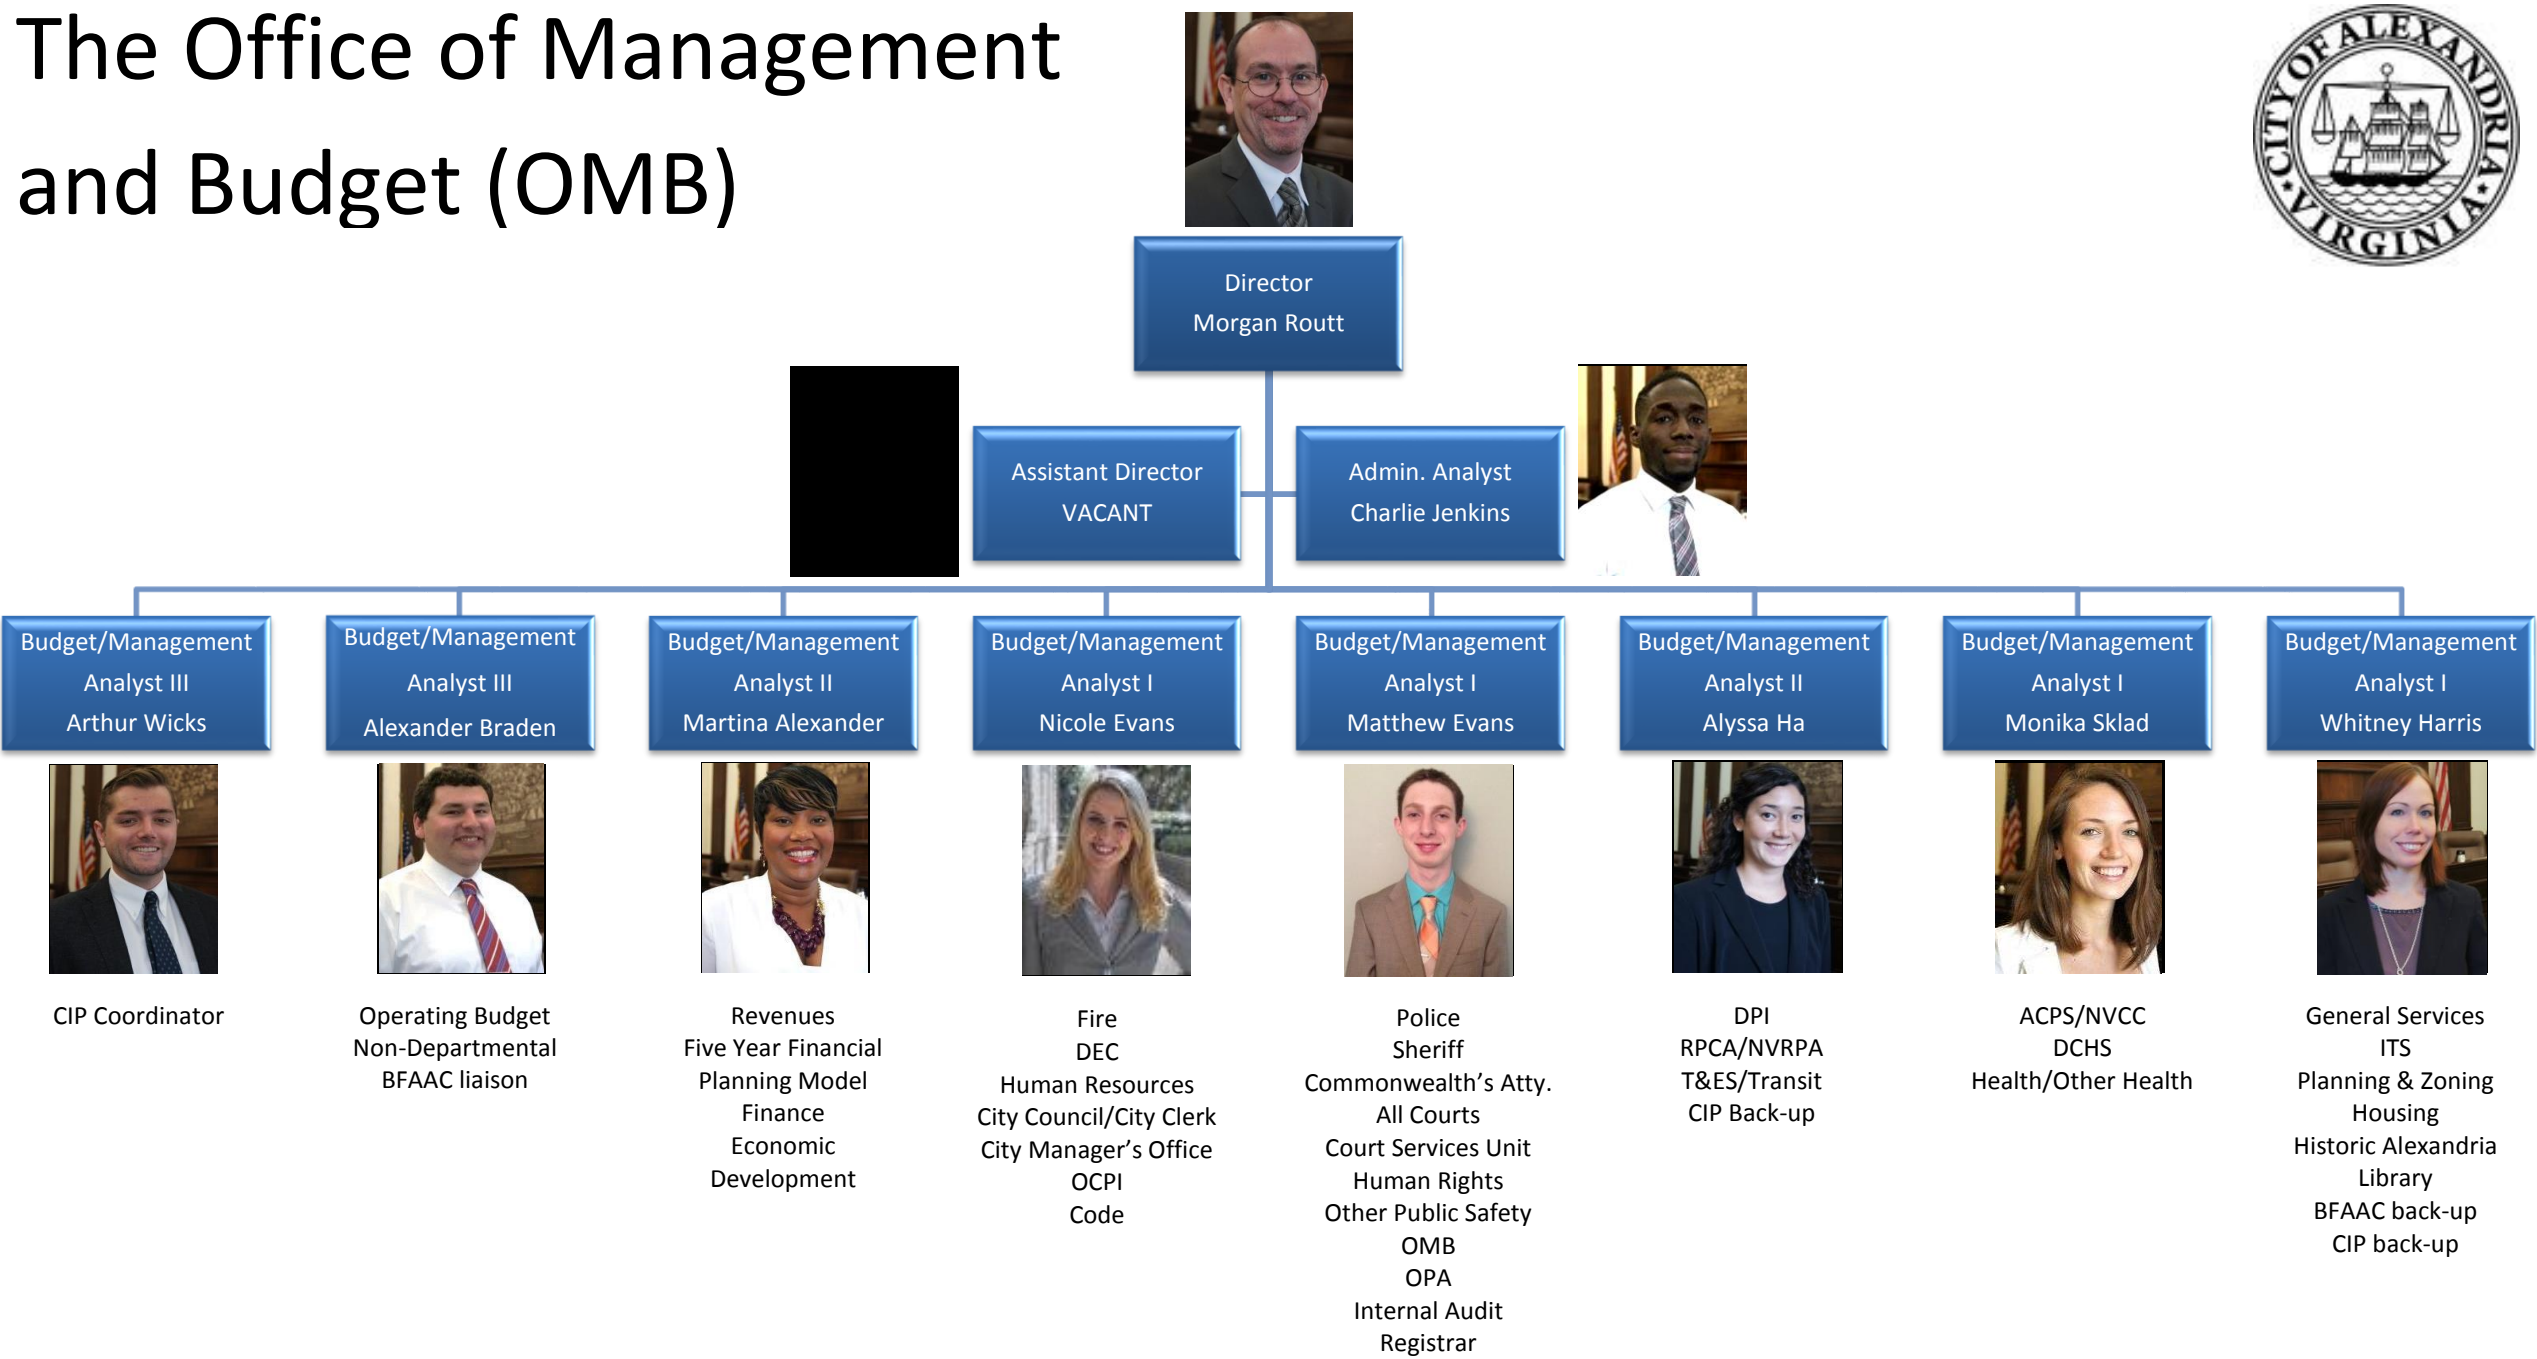 The Office of Management
and Budget (OMB)
CITY OF ALEXANDRIA
VIRGINIA
Director
Morgan Routt
Assistant Director
VACANT
Admin. Analyst
Charlie Jenkins
Budget/Management
Analyst III
Arthur Wicks
Budget/Management
Analyst III
Alexander Braden
Budget/Management
Analyst II
Martina Alexander
Budget/Management
Analyst I
Nicole Evans
Budget/Management
Analyst I
Matthew Evans
Budget/Management
Analyst II
Alyssa Ha
Budget/Management
Analyst I
Monika Sklad
Budget/Management
Analyst I
Whitney Harris
CIP Coordinator
Operating Budget
Non-Departmental
BFAAC liaison
Revenues
Five Year Financial
Planning Model
Finance
Economic
Development
Fire
DEC
Human Resources
City Council/City Clerk
City Manager’s Office
OCPI
Code
Police
Sheriff
Commonwealth’s Atty.
All Courts
Court Services Unit
Human Rights
Other Public Safety
OMB
OPA
Internal Audit
Registrar
DPI
RPCA/NVRPA
T&ES/Transit
CIP Back-up
ACPS/NVCC
DCHS
Health/Other Health
General Services
ITS
Planning & Zoning
Housing
Historic Alexandria
Library
BFAAC back-up
CIP back-up